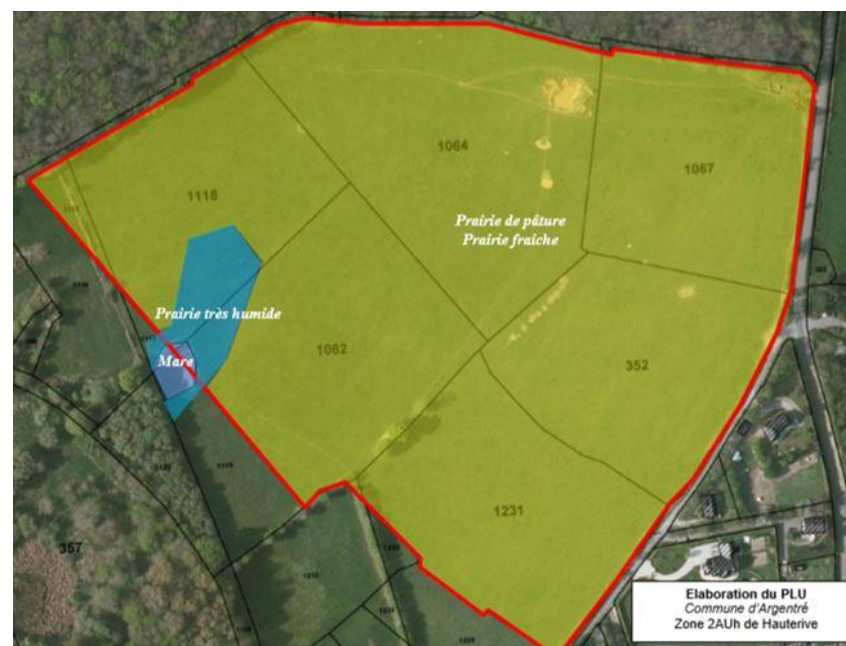 1064
1067
1118
Prairie de pâture
Prairie fraîche
Prairie très humide
1062
Mare
352
1231
357
Elaboration du PLU
Commune d'Argentré
Zone 2AUh de Hauterive